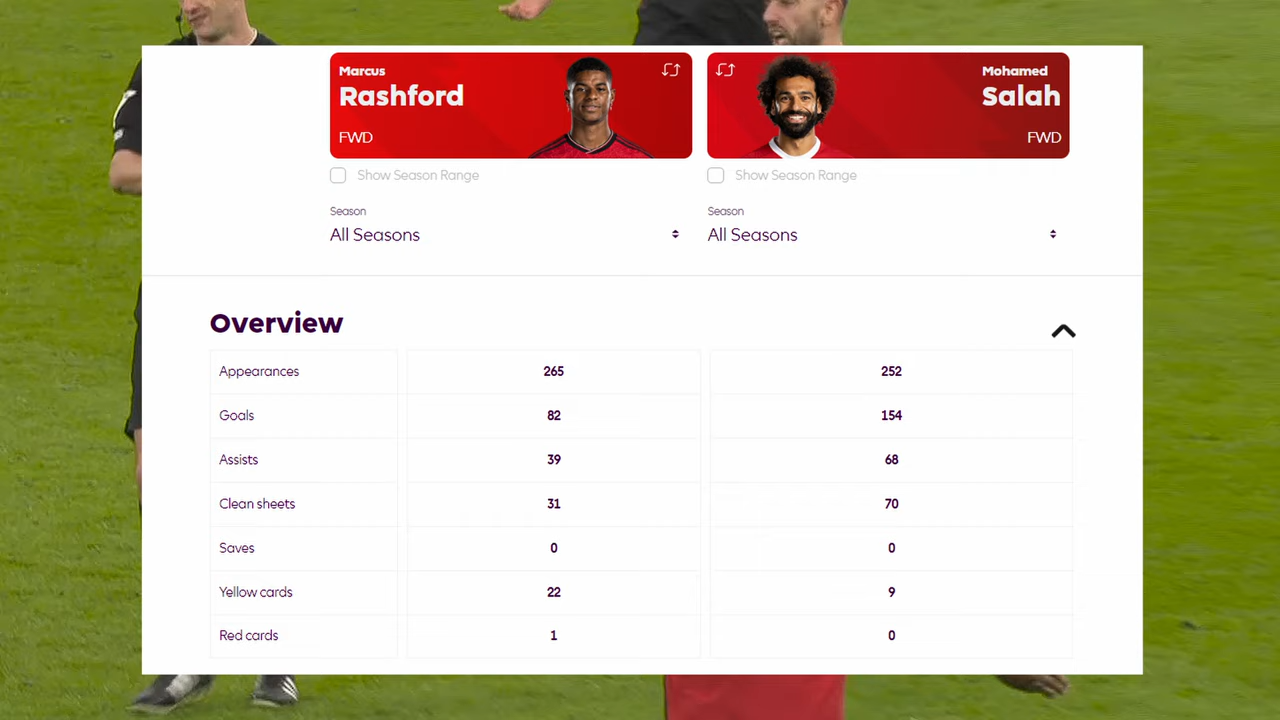 Marcus
Rashford
FWD
Mohamed
Salah
FWD
Show Season Range
Show Season Range
Season
All Seasons
Season
All Seasons
Overview
Appearances 265 252
Goals 82 154
Assists 39 68
Clean sheets 31 70
Saves 0 0
Yellow cards 22 9
Red cards 1 0